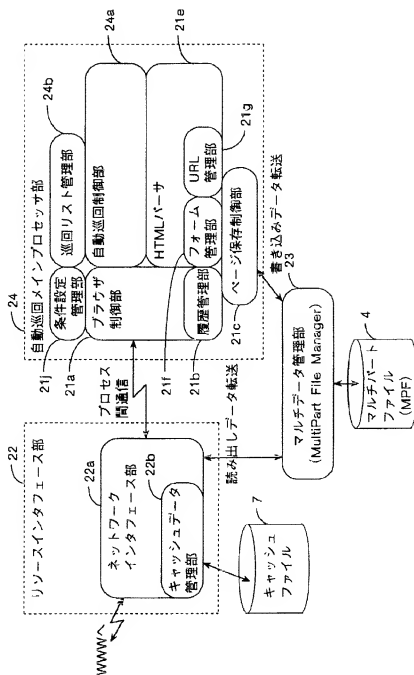 24
自動巡回メインプロセッサ部
21j
条件設定
管理部
巡回リスト管理部
24b
21a
ブラウザ
制御部
自動巡回制御部
24a
HTMLパーサ
21e
21f
21b
履歴管理部
フォーム
管理部
URL
管理部
21g
21c
ページ保存制御部
プロセス
間通信
書き込みデータ転送
22
リソースインタフェース部
22a
ネットワーク
インタフェース部
22b
キャッシュデータ
管理部
WWWへ
読み出しデータ転送
23
マルチデータ管理部
(MultiPart File Manager)
7
キャッシュ
ファイル
4
マルチパート
ファイル
(MPF)